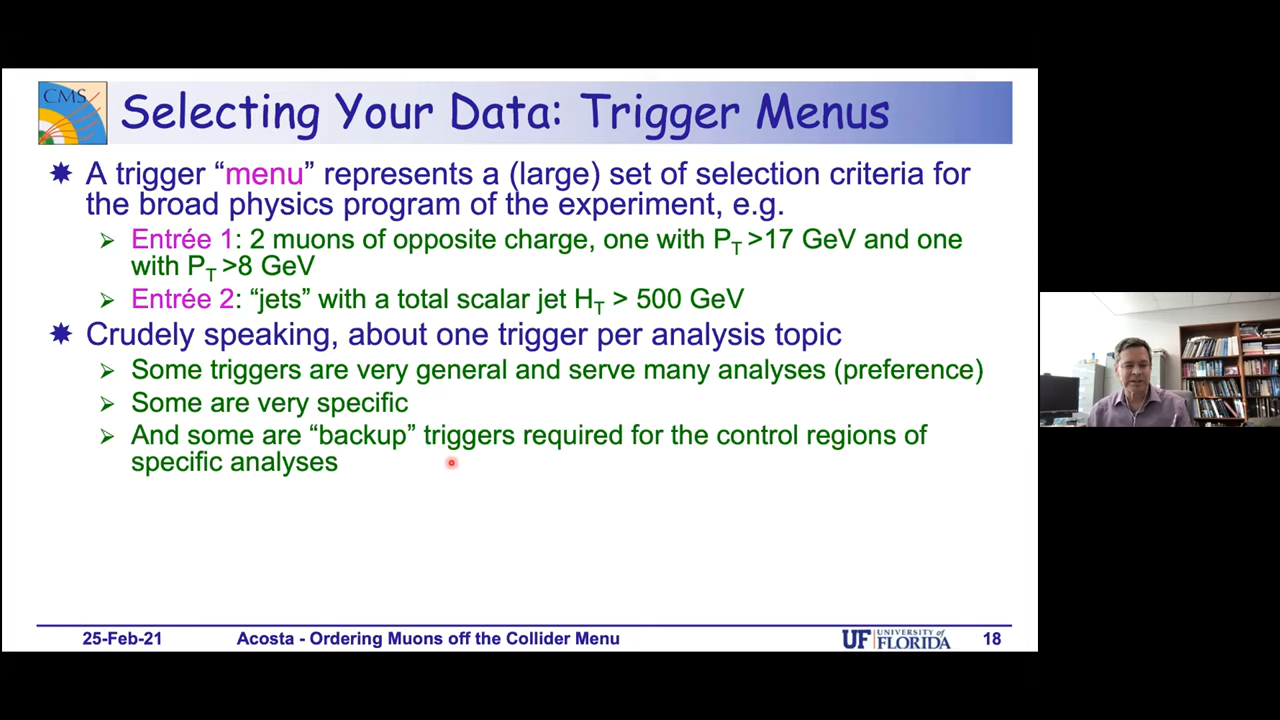 CMS
Selecting Your Data: Trigger Menus
A trigger “menu” represents a (large) set of selection criteria for
the broad physics program of the experiment, e.g.
Entrée 1: 2 muons of opposite charge, one with PT >17 GeV and one
with PT >8 GeV
Entrée 2: “jets” with a total scalar jet HT > 500 GeV
Crudely speaking, about one trigger per analysis topic
Some triggers are very general and serve many analyses (preference)
Some are very specific
And some are “backup” triggers required for the control regions of
specific analyses
25-Feb-21 Acosta - Ordering Muons off the Collider Menu UF UNIVERSITY of FLORIDA 18